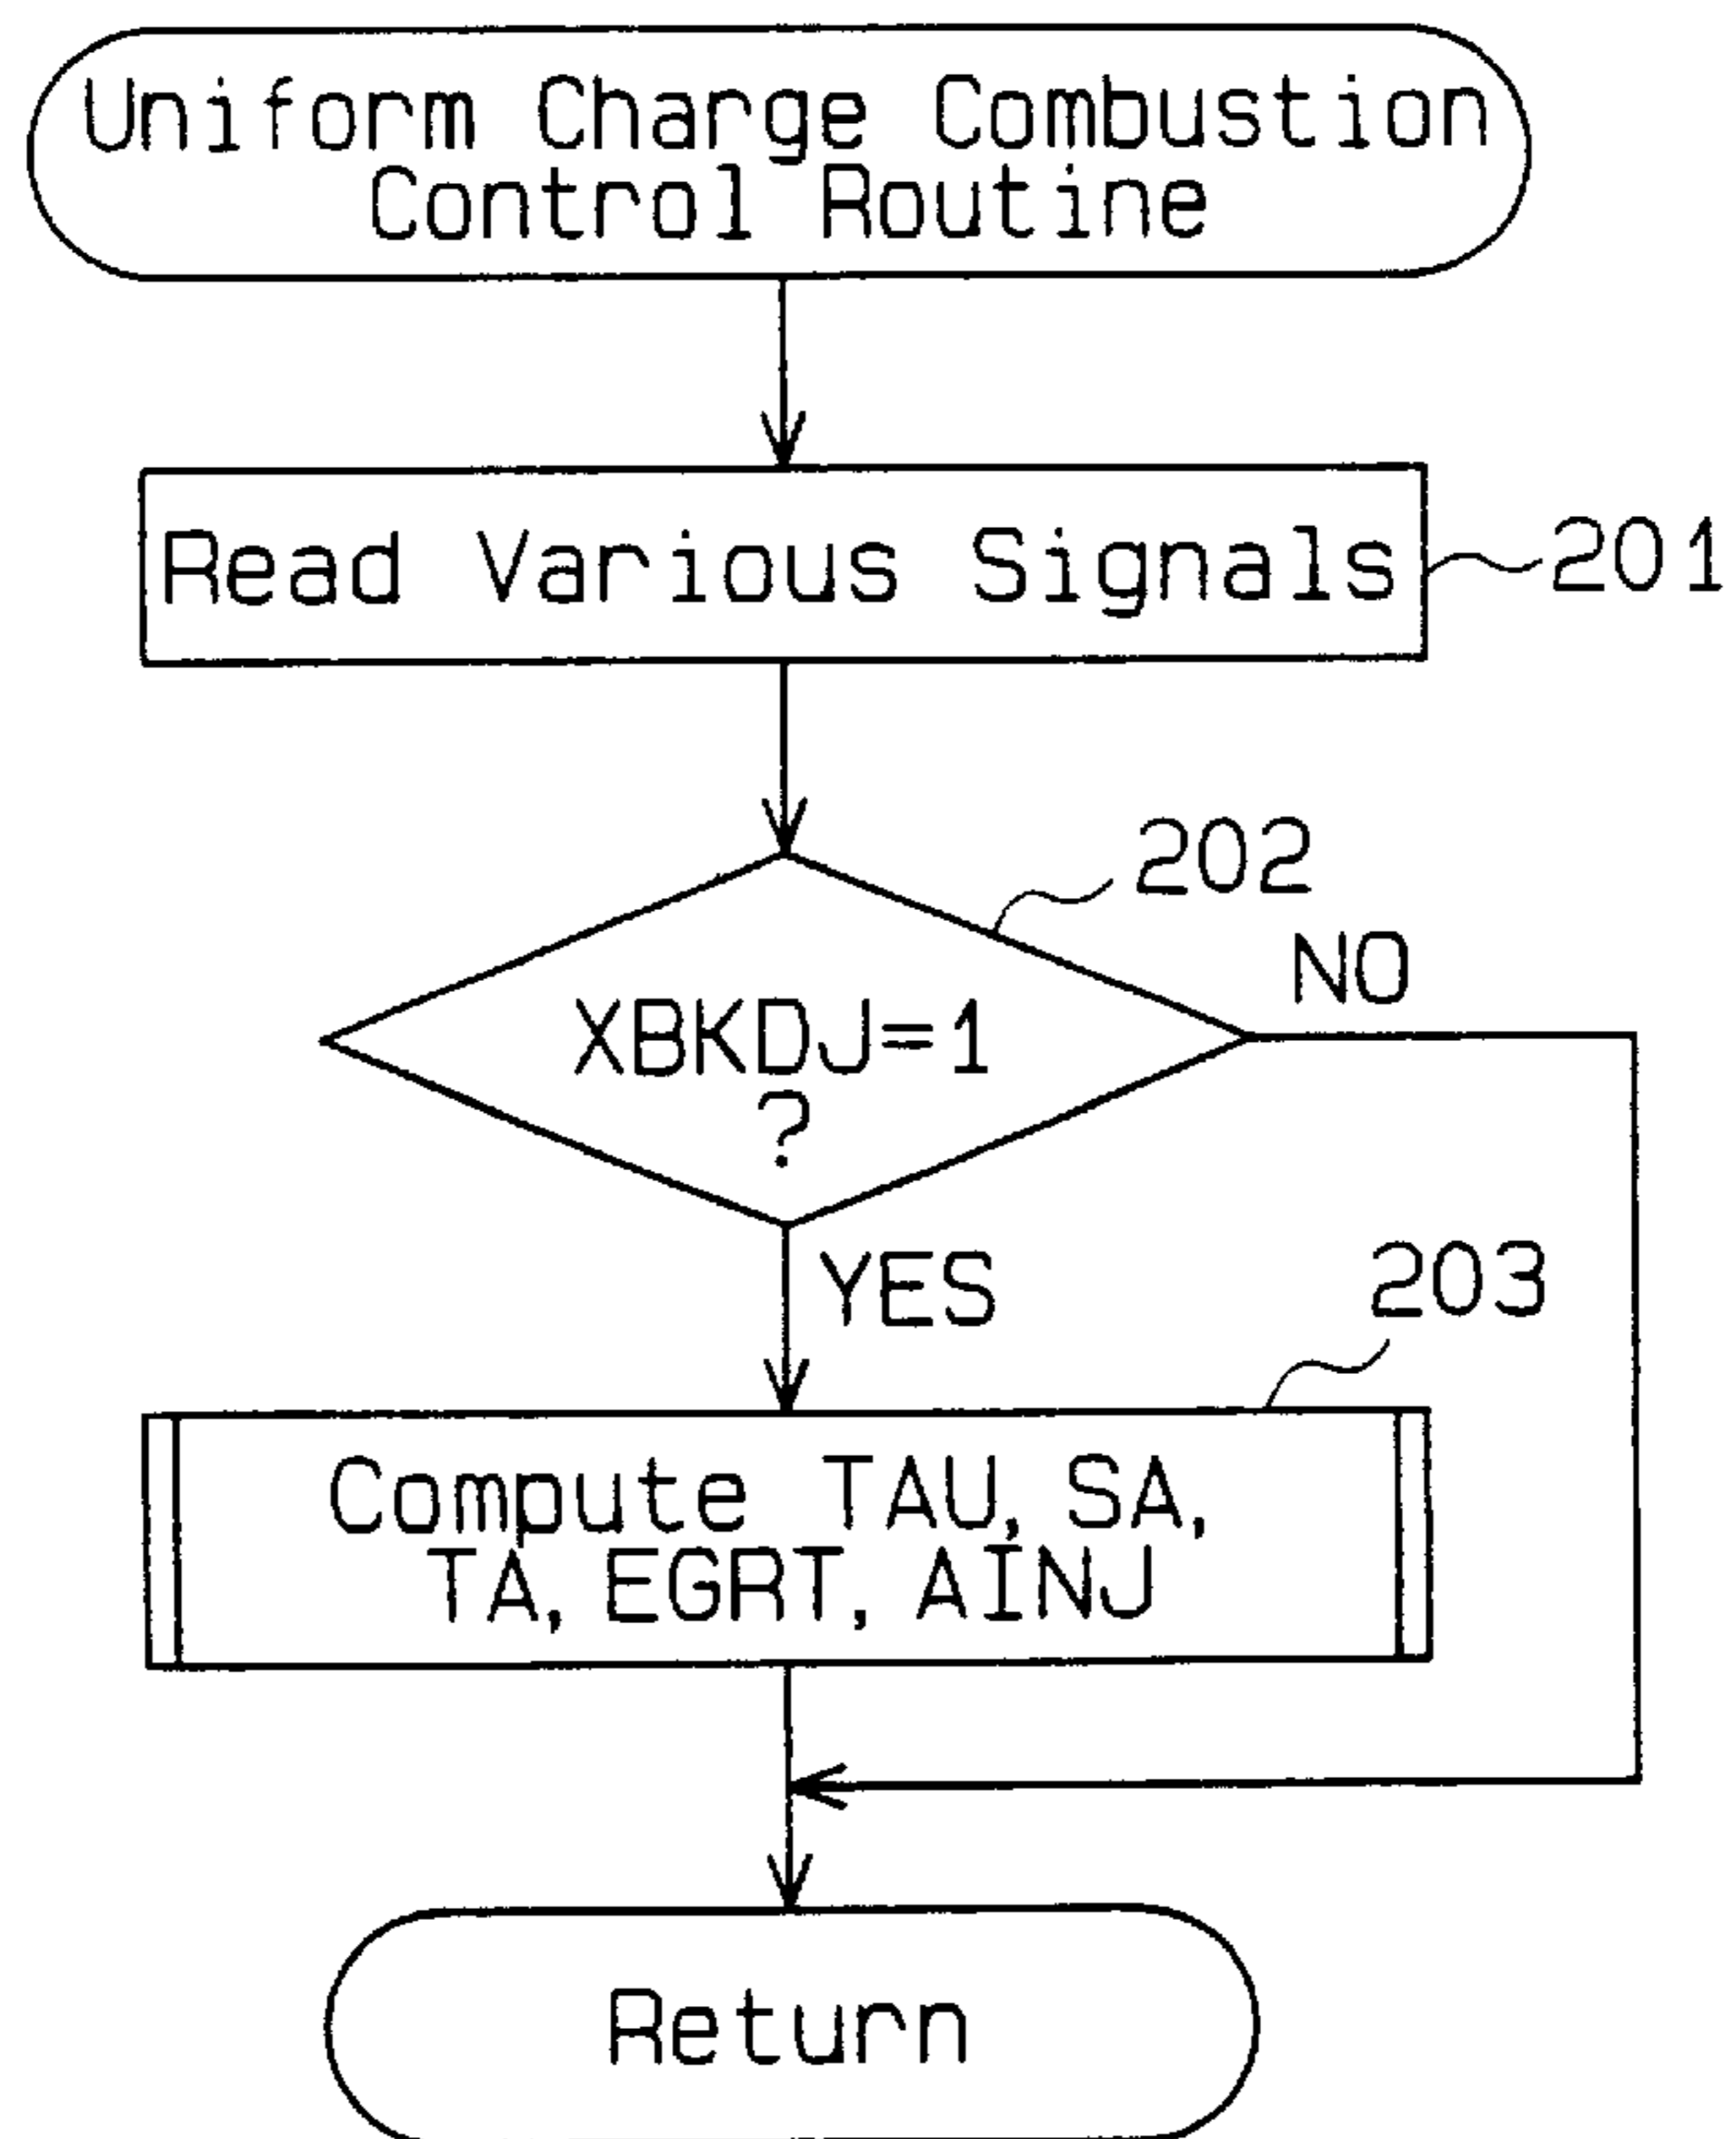 Uniform Charge Combustion
Control Routine
Read Various Signals
201
202
NO
XBKDJ=1
?
YES
203
Compute TAU, SA,
TA, EGRT, AINJ
Return